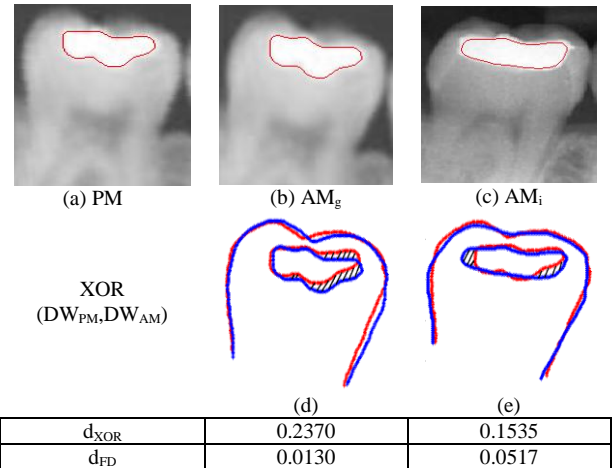 (a) PM (b) AMg (c) AMi
XOR
(DWPM,DWAM)
(d) (e)
dXOR 0.2370 0.1535
dFD 0.0130 0.0517